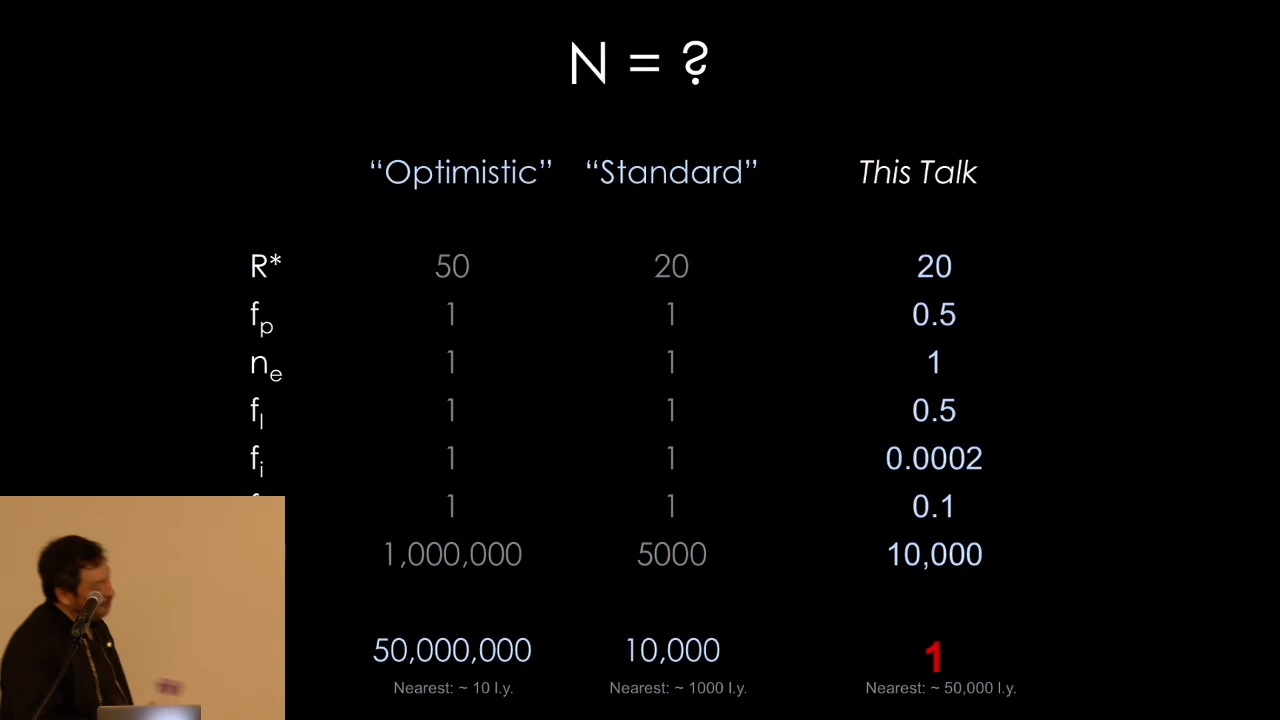 N = ?
“Optimistic” “Standard” This Talk
R* 50 20 20
fp 1 1 0.5
ne 1 1 1
fl 1 1 0.5
fi 1 1 0.0002
1 1 0.1
1,000,000 5000 10,000
50,000,000 10,000 1
Nearest: ~ 10 l.y. Nearest: ~ 1000 l.y. Nearest: ~ 50,000 l.y.